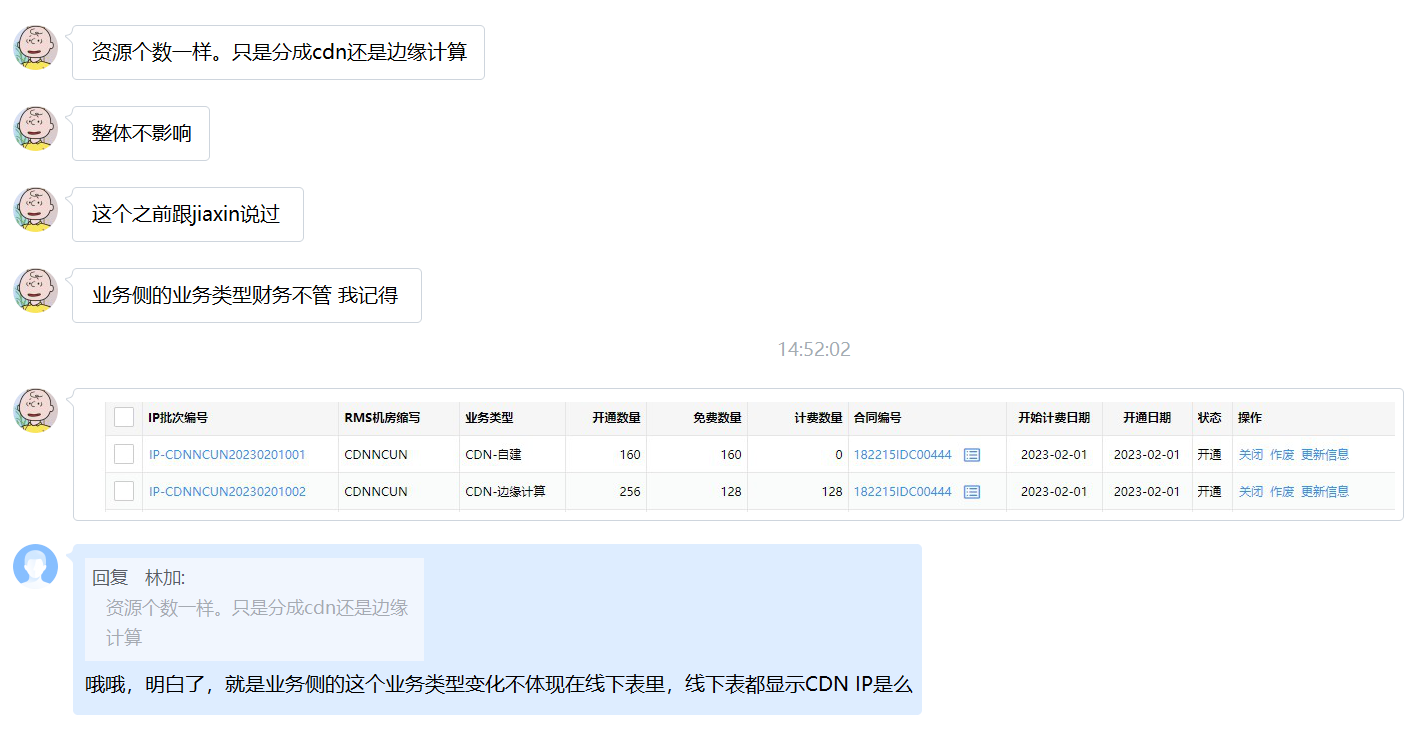 资源个数一样。只是分成cdn还是边缘计算
整体不影响
这个之前跟jiaxin说过
业务侧的业务类型财务不管 我记得
14:52:02
IP批次编号 RMS机房缩写 业务类型 开通数量 免费数量 计费数量 合同编号 开始计费日期 开通日期 状态 操作
IP-CDNNCUN20230201001 CDNNCUN CDN-自建 160 160 0 182215IDC00444 2023-02-01 2023-02-01 开通 关闭 作废 更新信息
IP-CDNNCUN20230201002 CDNNCUN CDN-边缘计算 256 128 128 182215IDC00444 2023-02-01 2023-02-01 开通 关闭 作废 更新信息
回复 林加:
资源个数一样。只是分成cdn还是边缘
计算
哦哦，明白了，就是业务侧的这个业务类型变化不体现在线下表里，线下表都显示CDN IP是么